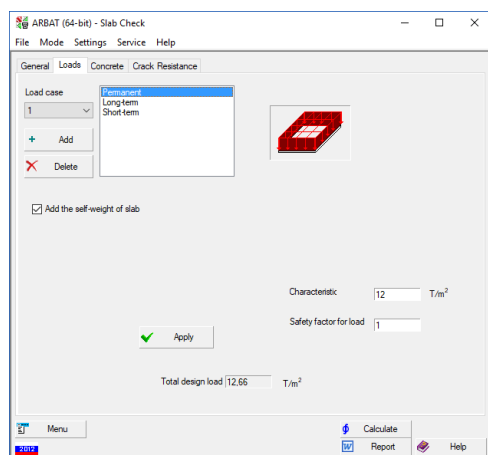 ARBAT (64-bit) - Slab Check
File Mode Settings Service Help
General Loads Concrete Crack Resistance
Load case
1
Permanent
Long-term
Short-term
Add
Delete
Add the self-weight of slab
Characteristic 12 T/m²
Safety factor for load 1
Apply
Total design load 12,66 T/m²
Menu
Calculate
2012
Report
Help